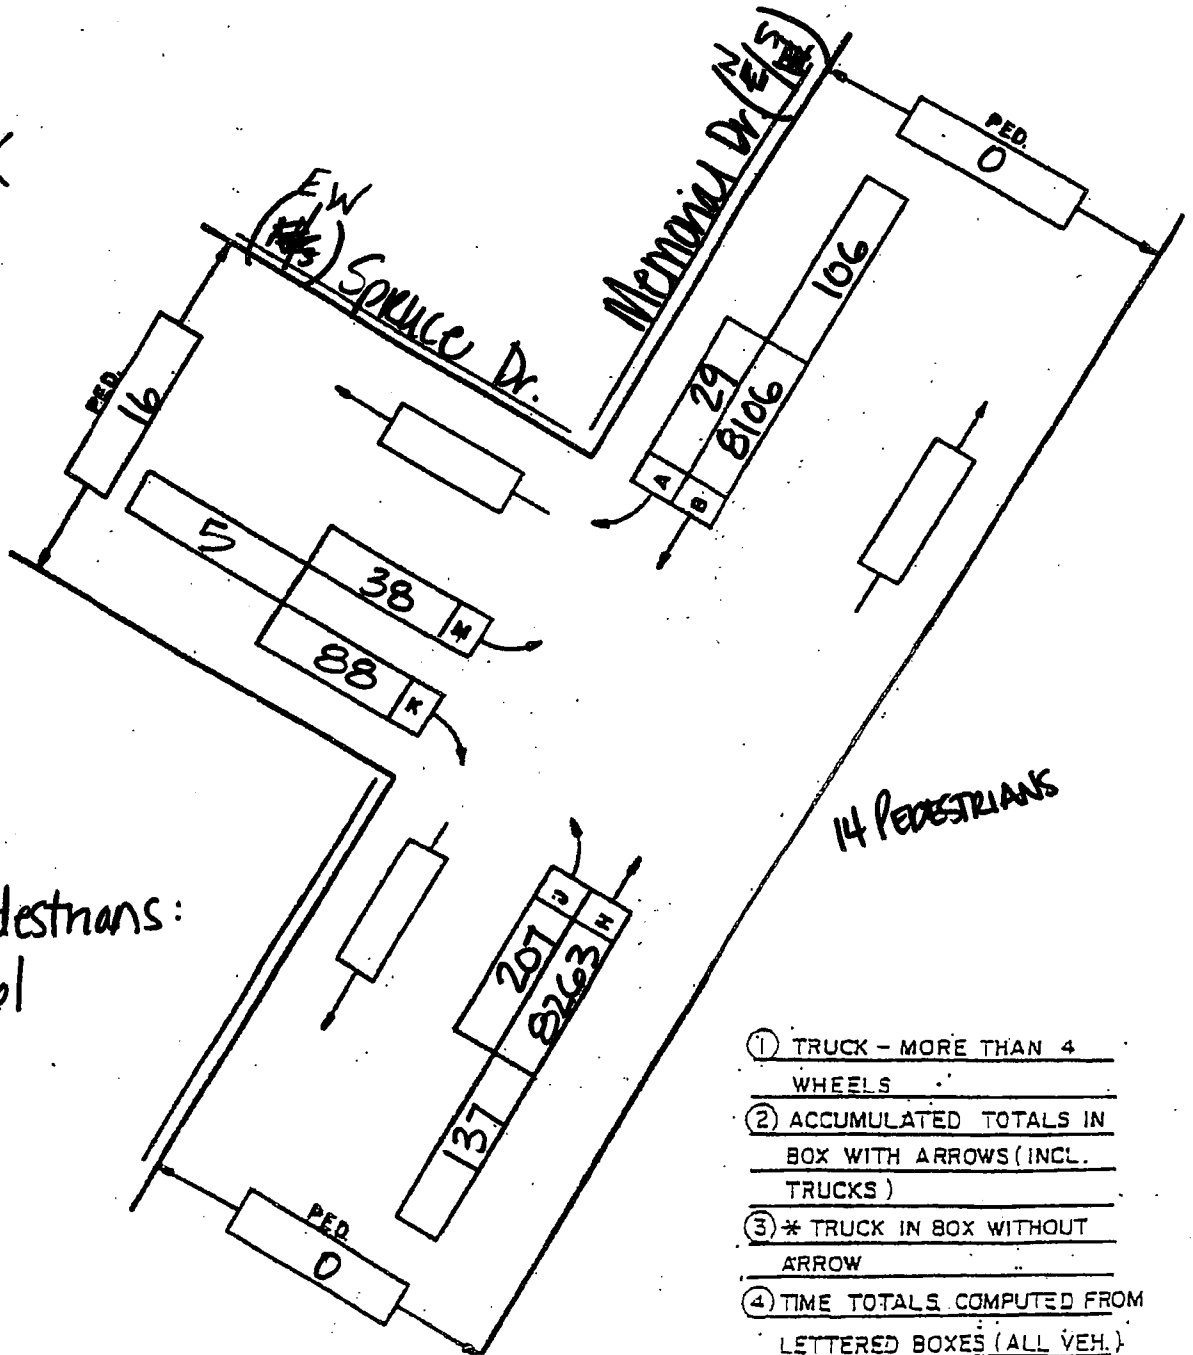 N/S
Memorial Dr.
PED.
0
EW
Spruce Dr.
106
29
8106
A
B
PED.
16
5
38
M
88
K
14 PEDESTRIANS
destrians:
207
J
8263
H
137
PED.
0
① TRUCK - MORE THAN 4
WHEELS
② ACCUMULATED TOTALS IN
BOX WITH ARROWS (INCL.
TRUCKS)
③ * TRUCK IN BOX WITHOUT
ARROW
④ TIME TOTALS COMPUTED FROM
LETTERED BOXES (ALL VEH.)